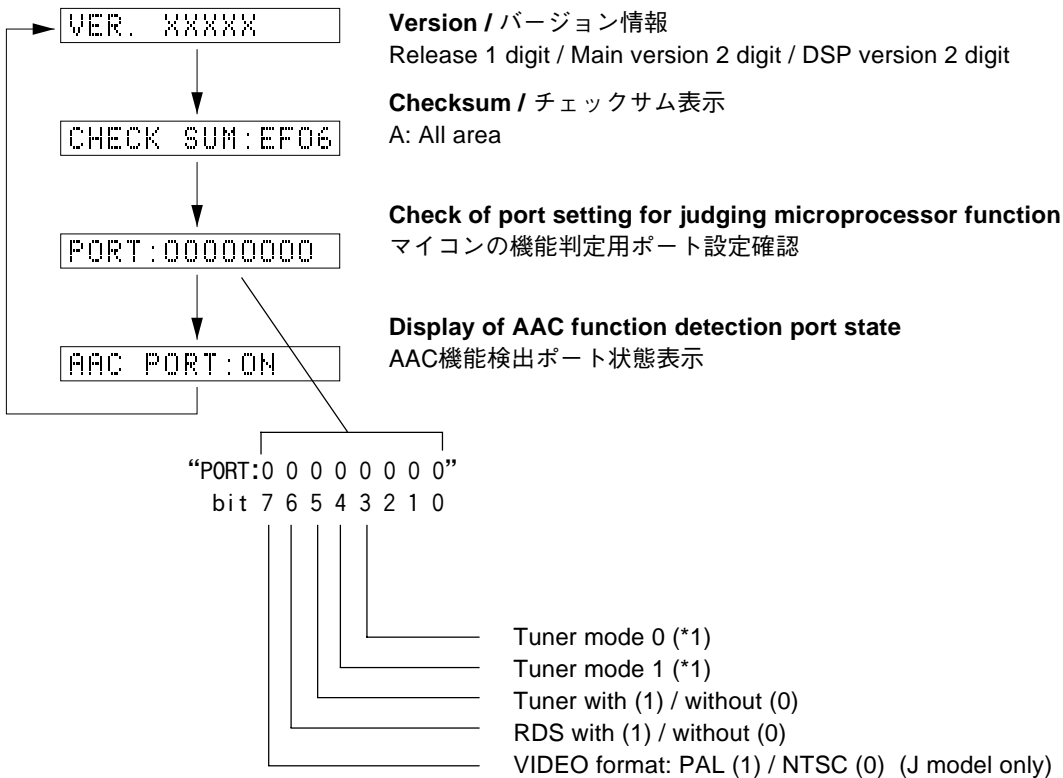 VER. XXXXX
Version / バージョン情報
Release 1 digit / Main version 2 digit / DSP version 2 digit
CHECK SUM:EF06
Checksum / チェックサム表示
A: All area
PORT:00000000
Check of port setting for judging microprocessor function
マイコンの機能判定用ポート設定確認
AAC PORT:ON
Display of AAC function detection port state
AAC機能検出ポート状態表示
“PORT:0 0 0 0 0 0 0 0”
bit 7 6 5 4 3 2 1 0
Tuner mode 0 (*1)
Tuner mode 1 (*1)
Tuner with (1) / without (0)
RDS with (1) / without (0)
VIDEO format: PAL (1) / NTSC (0) (J model only)